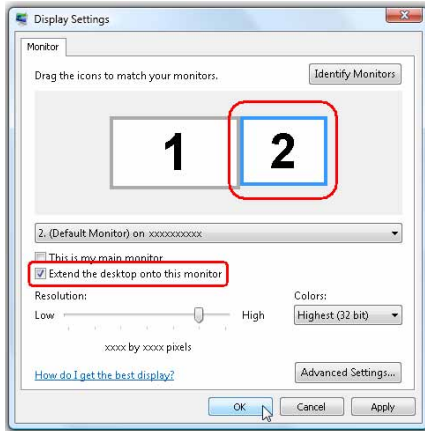 Display Settings
Monitor
Drag the icons to match your monitors.
Identify Monitors
1
2
2. (Default Monitor) on xxxxxxxxxx
This is my main monitor
Extend the desktop onto this monitor
Resolution:
Colors:
Low
High
Highest (32 bit)
xxxx by xxxx pixels
How do I get the best display?
Advanced Settings...
OK
Cancel
Apply